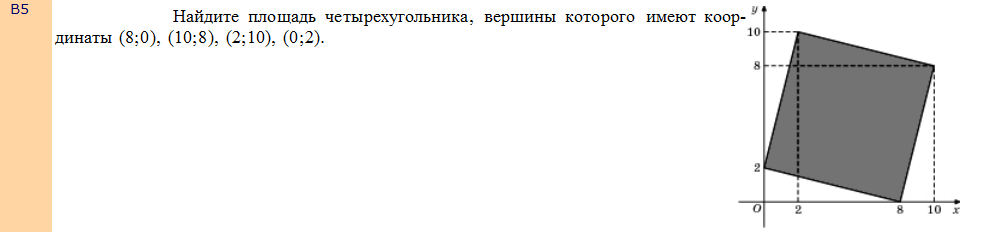 B5
Найдите площадь четырехугольника, вершины которого имеют коор-
динаты (8;0), (10;8), (2;10), (0;2).
y
10
8
2
O
2
8
10
x